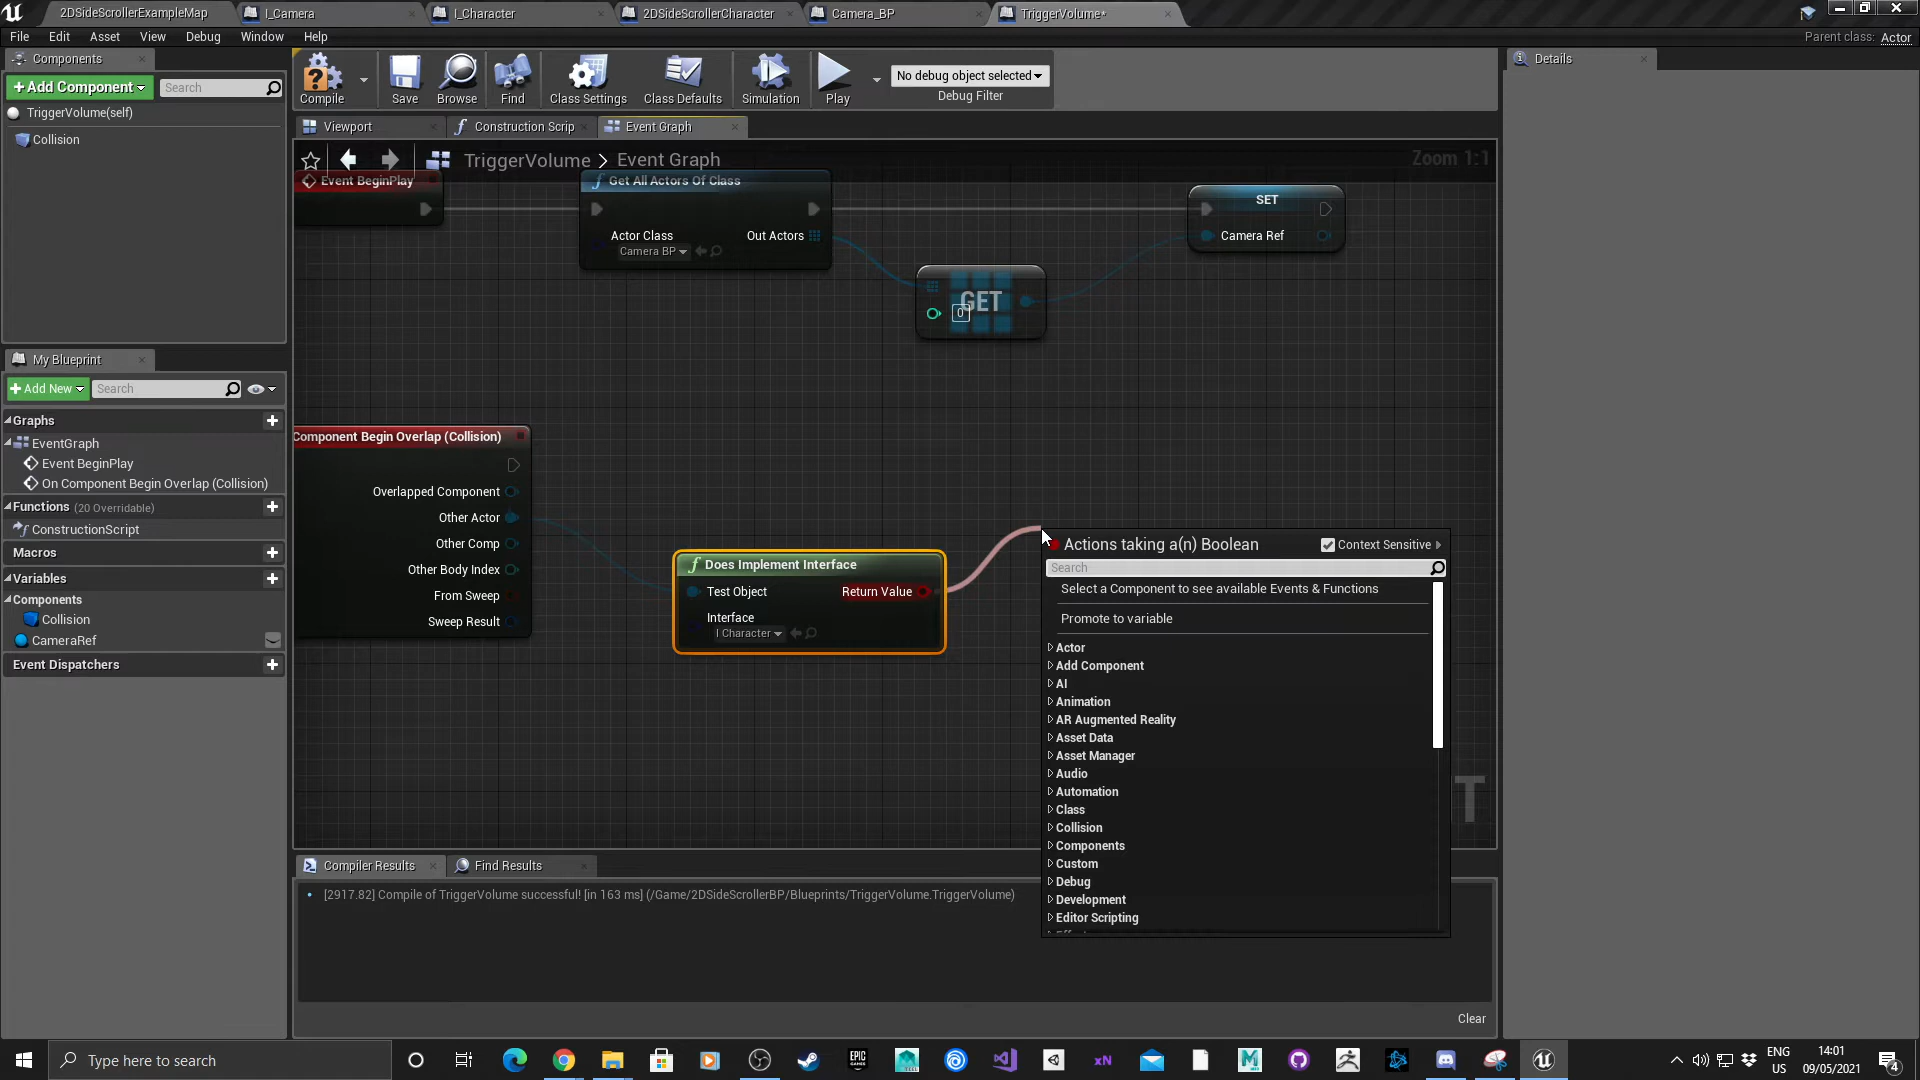 2DSideScrollerExampleMap
I_Camera
I_Character
2DSideScrollerCharacter
Camera_BP
TriggerVolume*
File Edit Asset View Debug Window Help
Parent class: Actor
Components
+Add Component
Search
TriggerVolume(self)
Collision
Compile
Save
Browse
Find
Class Settings
Class Defaults
Simulation
Play
No debug object selected
Debug Filter
Details
Viewport
Construction Scrip
Event Graph
TriggerVolume > Event Graph
Zoom 1:1
Event BeginPlay
Get All Actors Of Class
Actor Class
Camera BP
Out Actors
GET
0
SET
Camera Ref
My Blueprint
+Add New
Search
Graphs
EventGraph
Event BeginPlay
On Component Begin Overlap (Collision)
Functions (20 Overridable)
ConstructionScript
Macros
Variables
Components
Collision
CameraRef
Event Dispatchers
Component Begin Overlap (Collision)
Overlapped Component
Other Actor
Other Comp
Other Body Index
From Sweep
Sweep Result
Does Implement Interface
Test Object
Return Value
Interface
I Character
Actions taking a(n) Boolean
Context Sensitive
Search
Select a Component to see available Events & Functions
Promote to variable
Actor
Add Component
AI
Animation
AR Augmented Reality
Asset Data
Asset Manager
Audio
Automation
Class
Collision
Components
Custom
Debug
Development
Editor Scripting
T
Compiler Results
Find Results
[2917.82] Compile of TriggerVolume successful! [in 163 ms] (/Game/2DSideScrollerBP/Blueprints/TriggerVolume.TriggerVolume)
Clear
Type here to search
EPIC
GAMES
xN
ENG
US
14:01
09/05/2021
4